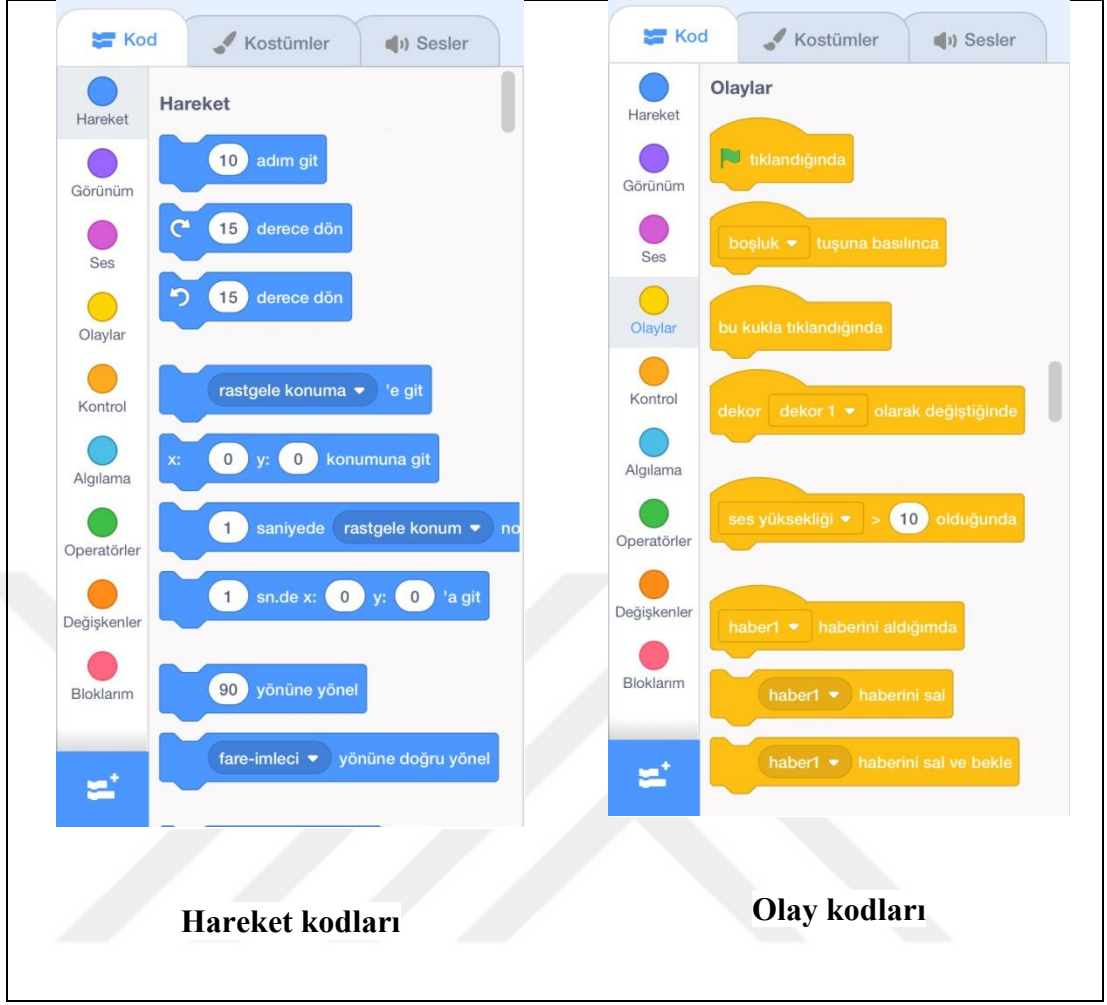 Kod Kostümler Sesler
Hareket
Görünüm
Ses
Olaylar
Kontrol
Algılama
Operatörler
Değişkenler
Bloklarım
Hareket
10 adım git
15 derece dön
15 derece dön
rastgele konuma 'e git
x: 0 y: 0 konumuna git
1 saniyede rastgele konum no
1 sn.de x: 0 y: 0 'a git
90 yönüne yönel
fare-imleci yönüne doğru yönel
Hareket kodları
Kod Kostümler Sesler
Hareket
Görünüm
Ses
Olaylar
Kontrol
Algılama
Operatörler
Değişkenler
Bloklarım
Olaylar
tıklandığında
boşluk tuşuna basılınca
bu kukla tıklandığında
dekor dekor 1 olarak değiştiğinde
ses yüksekliği > 10 olduğunda
haber1 haberini aldığımda
haber1 haberini sal
haber1 haberini sal ve bekle
Olay kodları